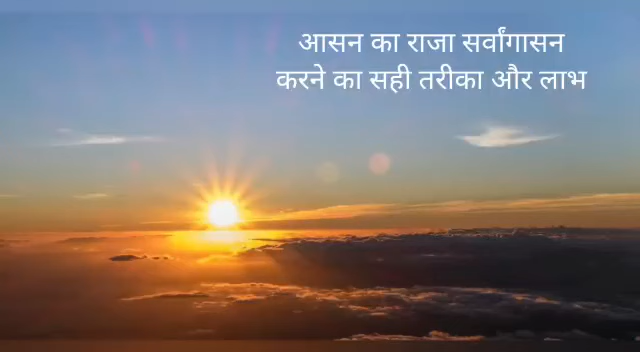 आसन का राजा सर्वांगासन
करने का सही तरीका और लाभ